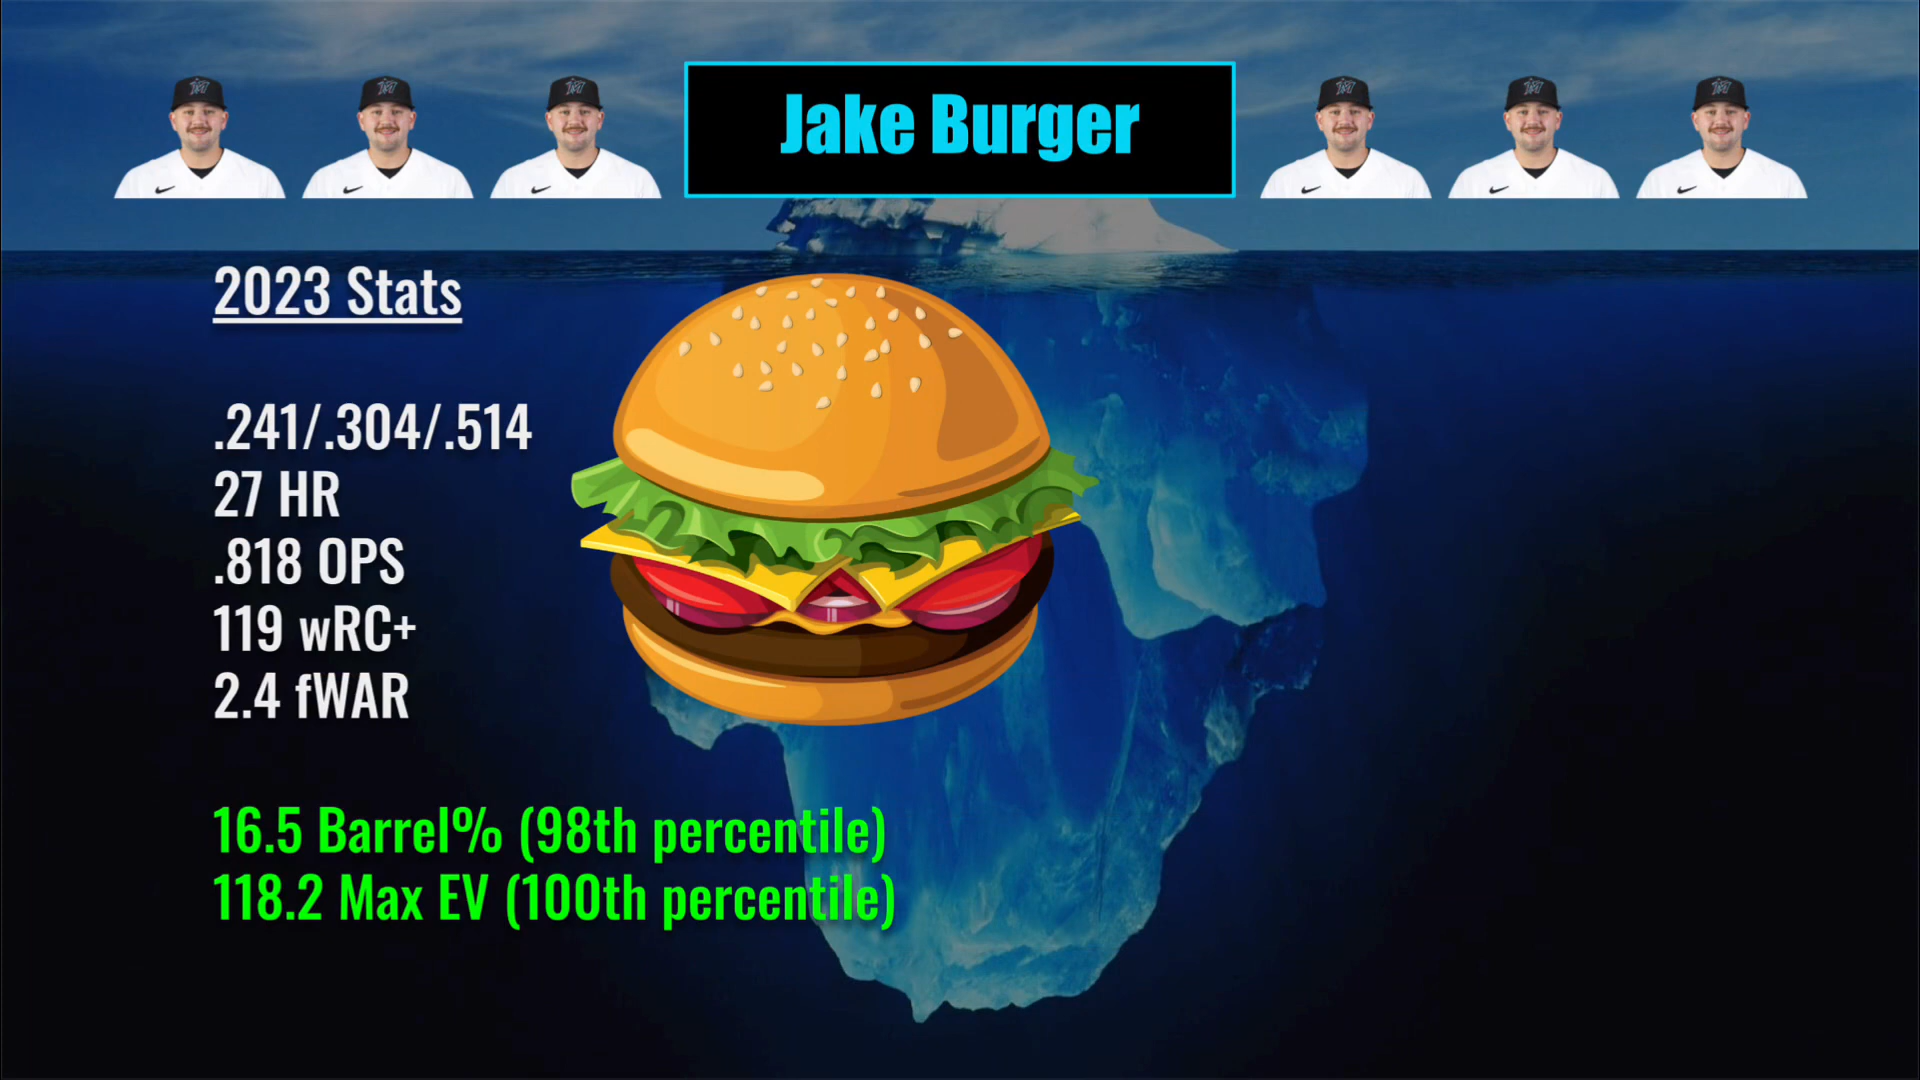 Jake Burger
2023 Stats
.241/.304/.514
27 HR
.818 OPS
119 wRC+
2.4 fWAR
16.5 Barrel% (98th percentile)
118.2 Max EV (100th percentile)